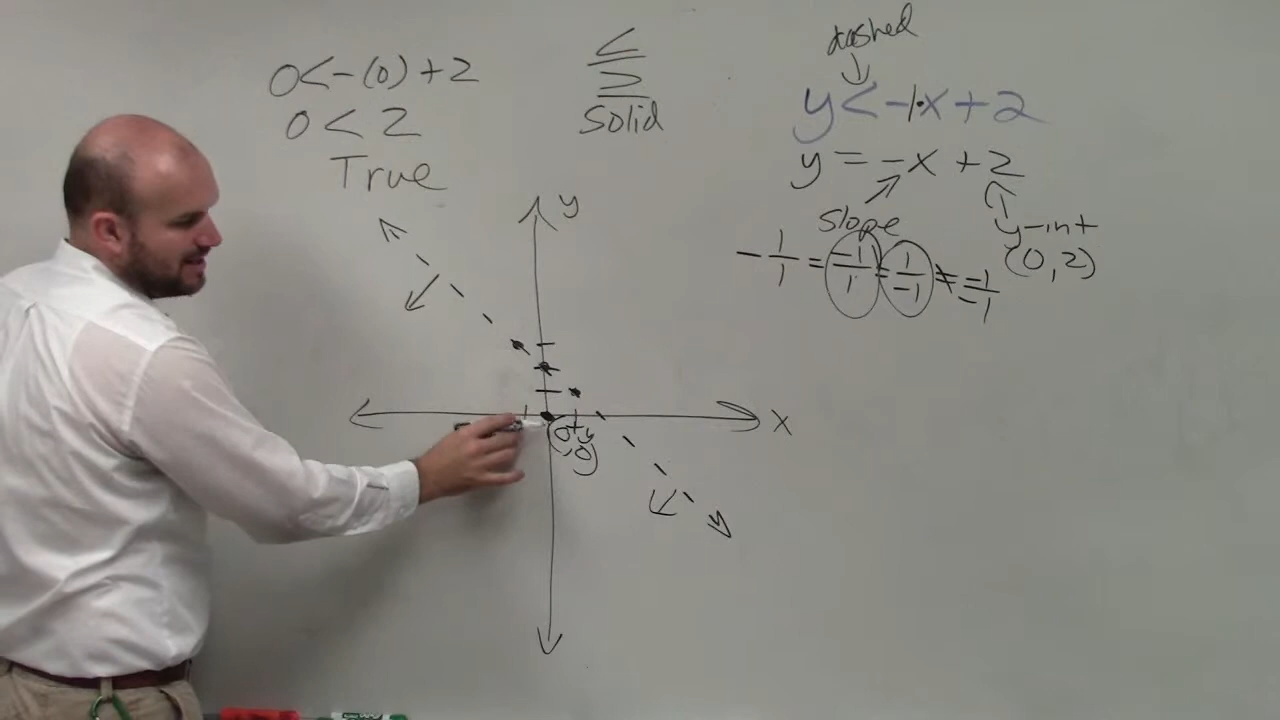 0 < -(0) + 2
0 < 2
True
≤
≥
Solid
dashed
y < -1·x + 2
y = -x + 2
slope
y-int
(0, 2)
- 1/1 = -1/1 = 1/-1 ≠ -1/-1
y
x